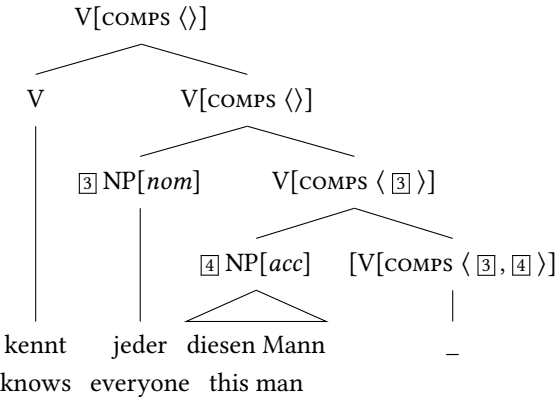 V[COMPS ⟨⟩]
V V[COMPS ⟨⟩]
3 NP[nom] V[COMPS ⟨ 3 ⟩]
4 NP[acc] [V[COMPS ⟨ 3 , 4 ⟩]
kennt jeder diesen Mann _
knows everyone this man